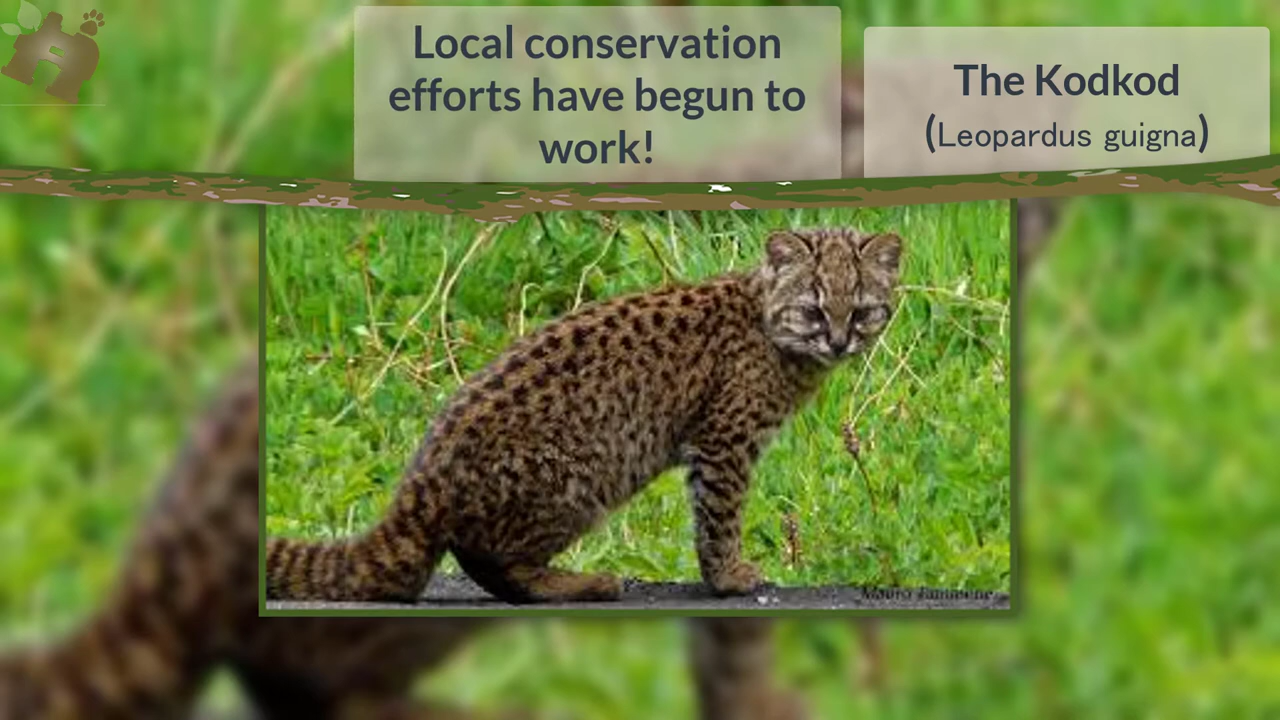 Local conservation
efforts have begun to
work!
The Kodkod
(Leopardus guigna)